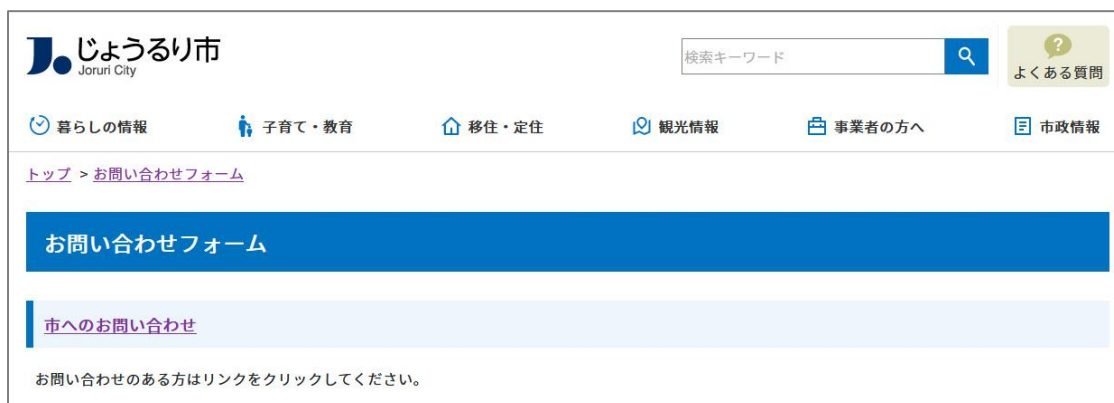 じょうるり市
Joruri City
検索キーワード
よくある質問
暮らしの情報 子育て・教育 移住・定住 観光情報 事業者の方へ 市政情報
トップ > お問い合わせフォーム
お問い合わせフォーム
市へのお問い合わせ
お問い合わせのある方はリンクをクリックしてください。